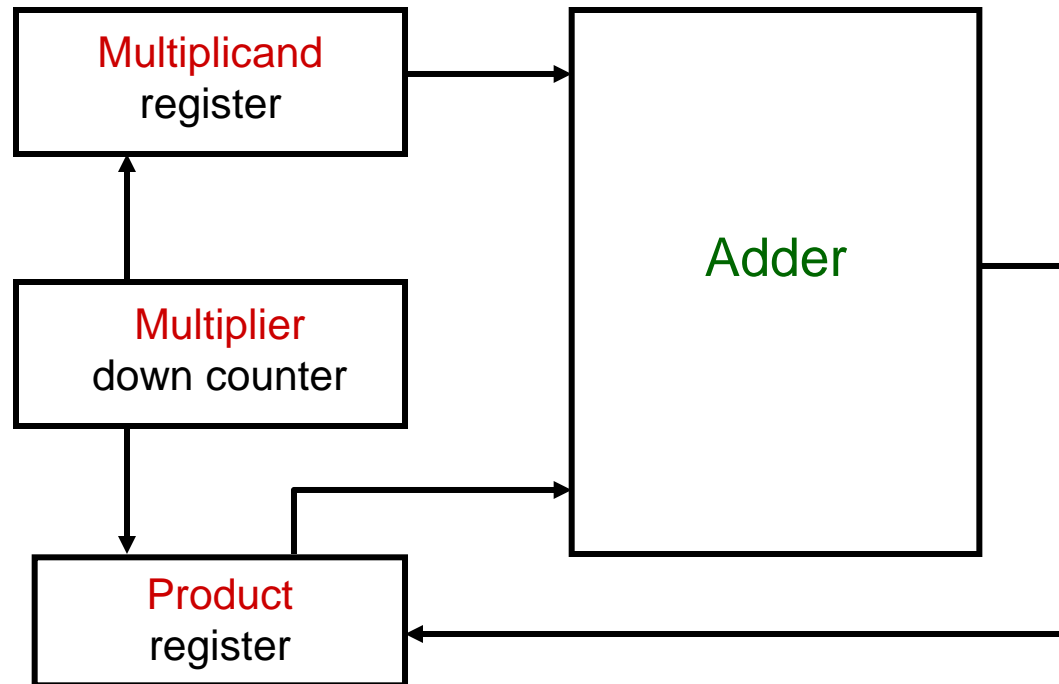 Multiplicand
register
Adder
Multiplier
down counter
Product
register